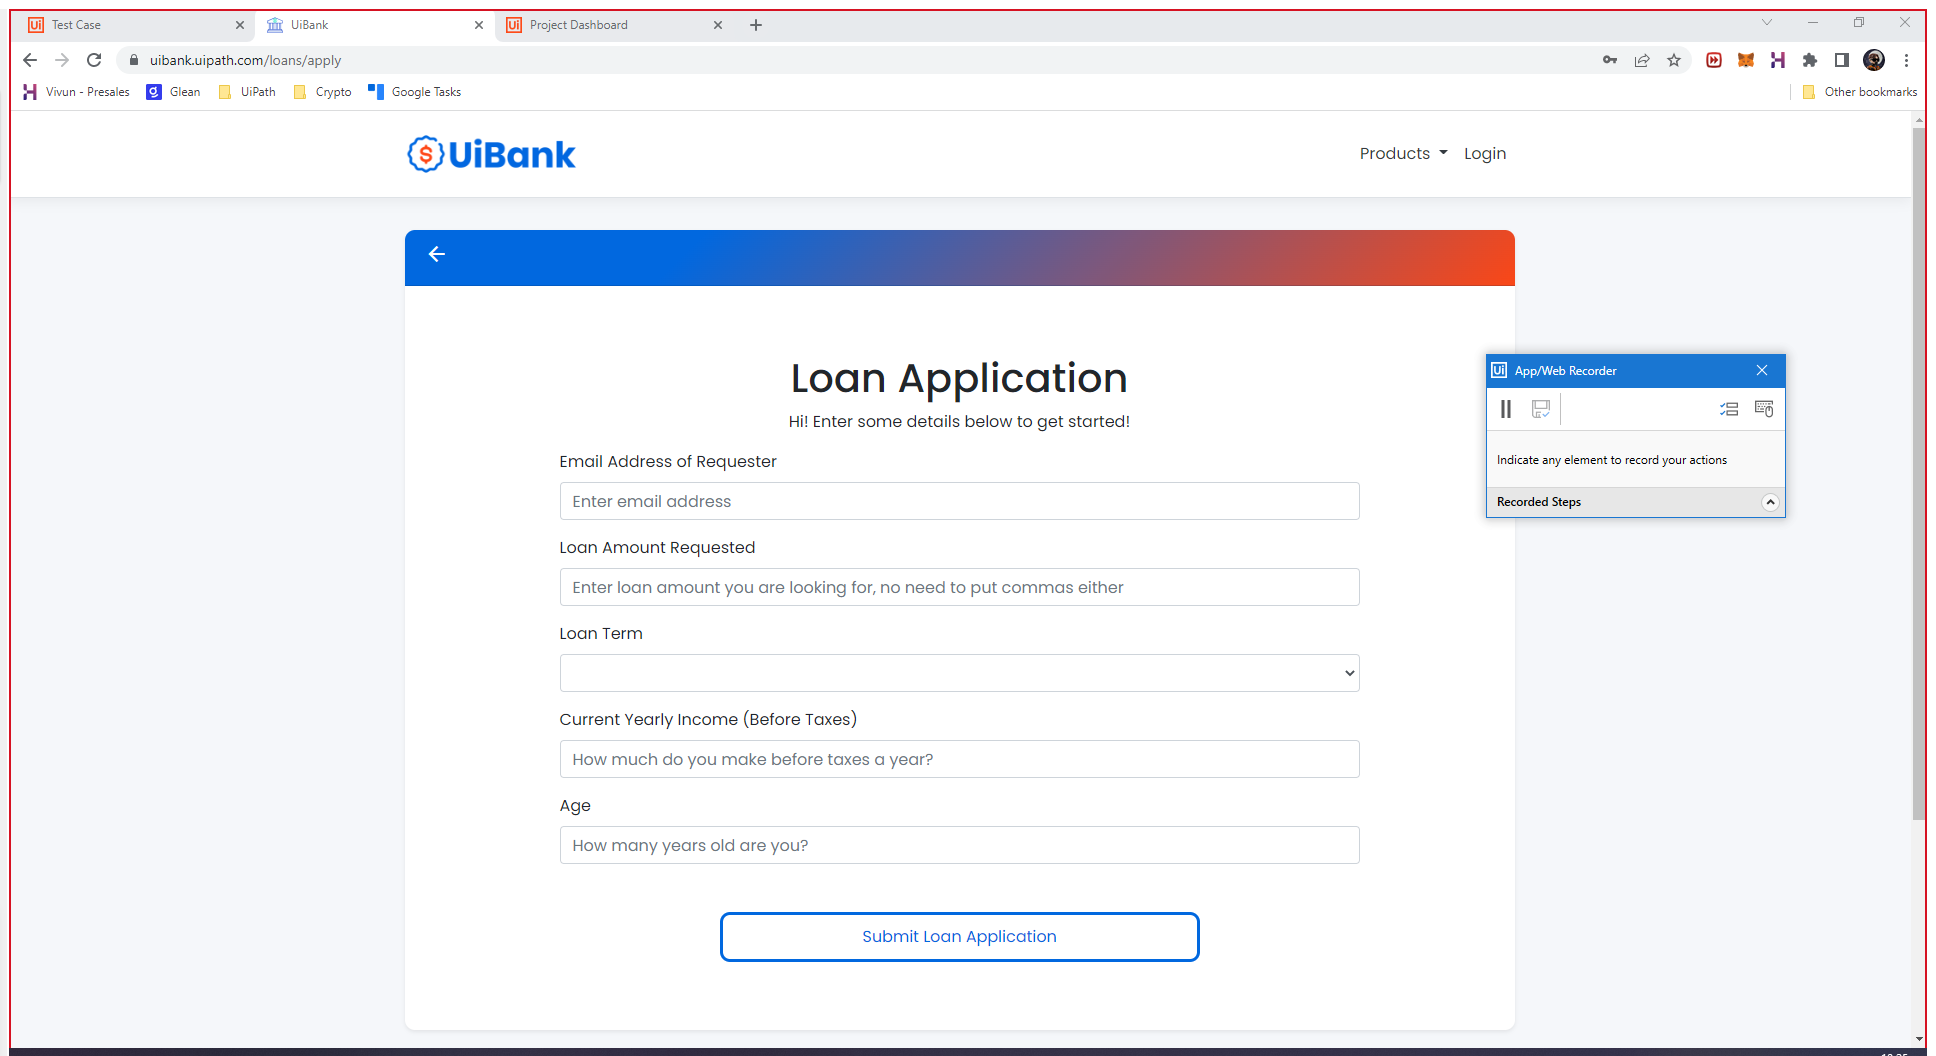 Test Case
UiBank
Project Dashboard
uibank.uipath.com/loans/apply
Vivun - Presales
Glean
UiPath
Crypto
Google Tasks
Other bookmarks
UiBank
Products
Login
Loan Application
Hi! Enter some details below to get started!
Email Address of Requester
Enter email address
Loan Amount Requested
Enter loan amount you are looking for, no need to put commas either
Loan Term
Current Yearly Income (Before Taxes)
How much do you make before taxes a year?
Age
How many years old are you?
Submit Loan Application
Ui App/Web Recorder
Indicate any element to record your actions
Recorded Steps